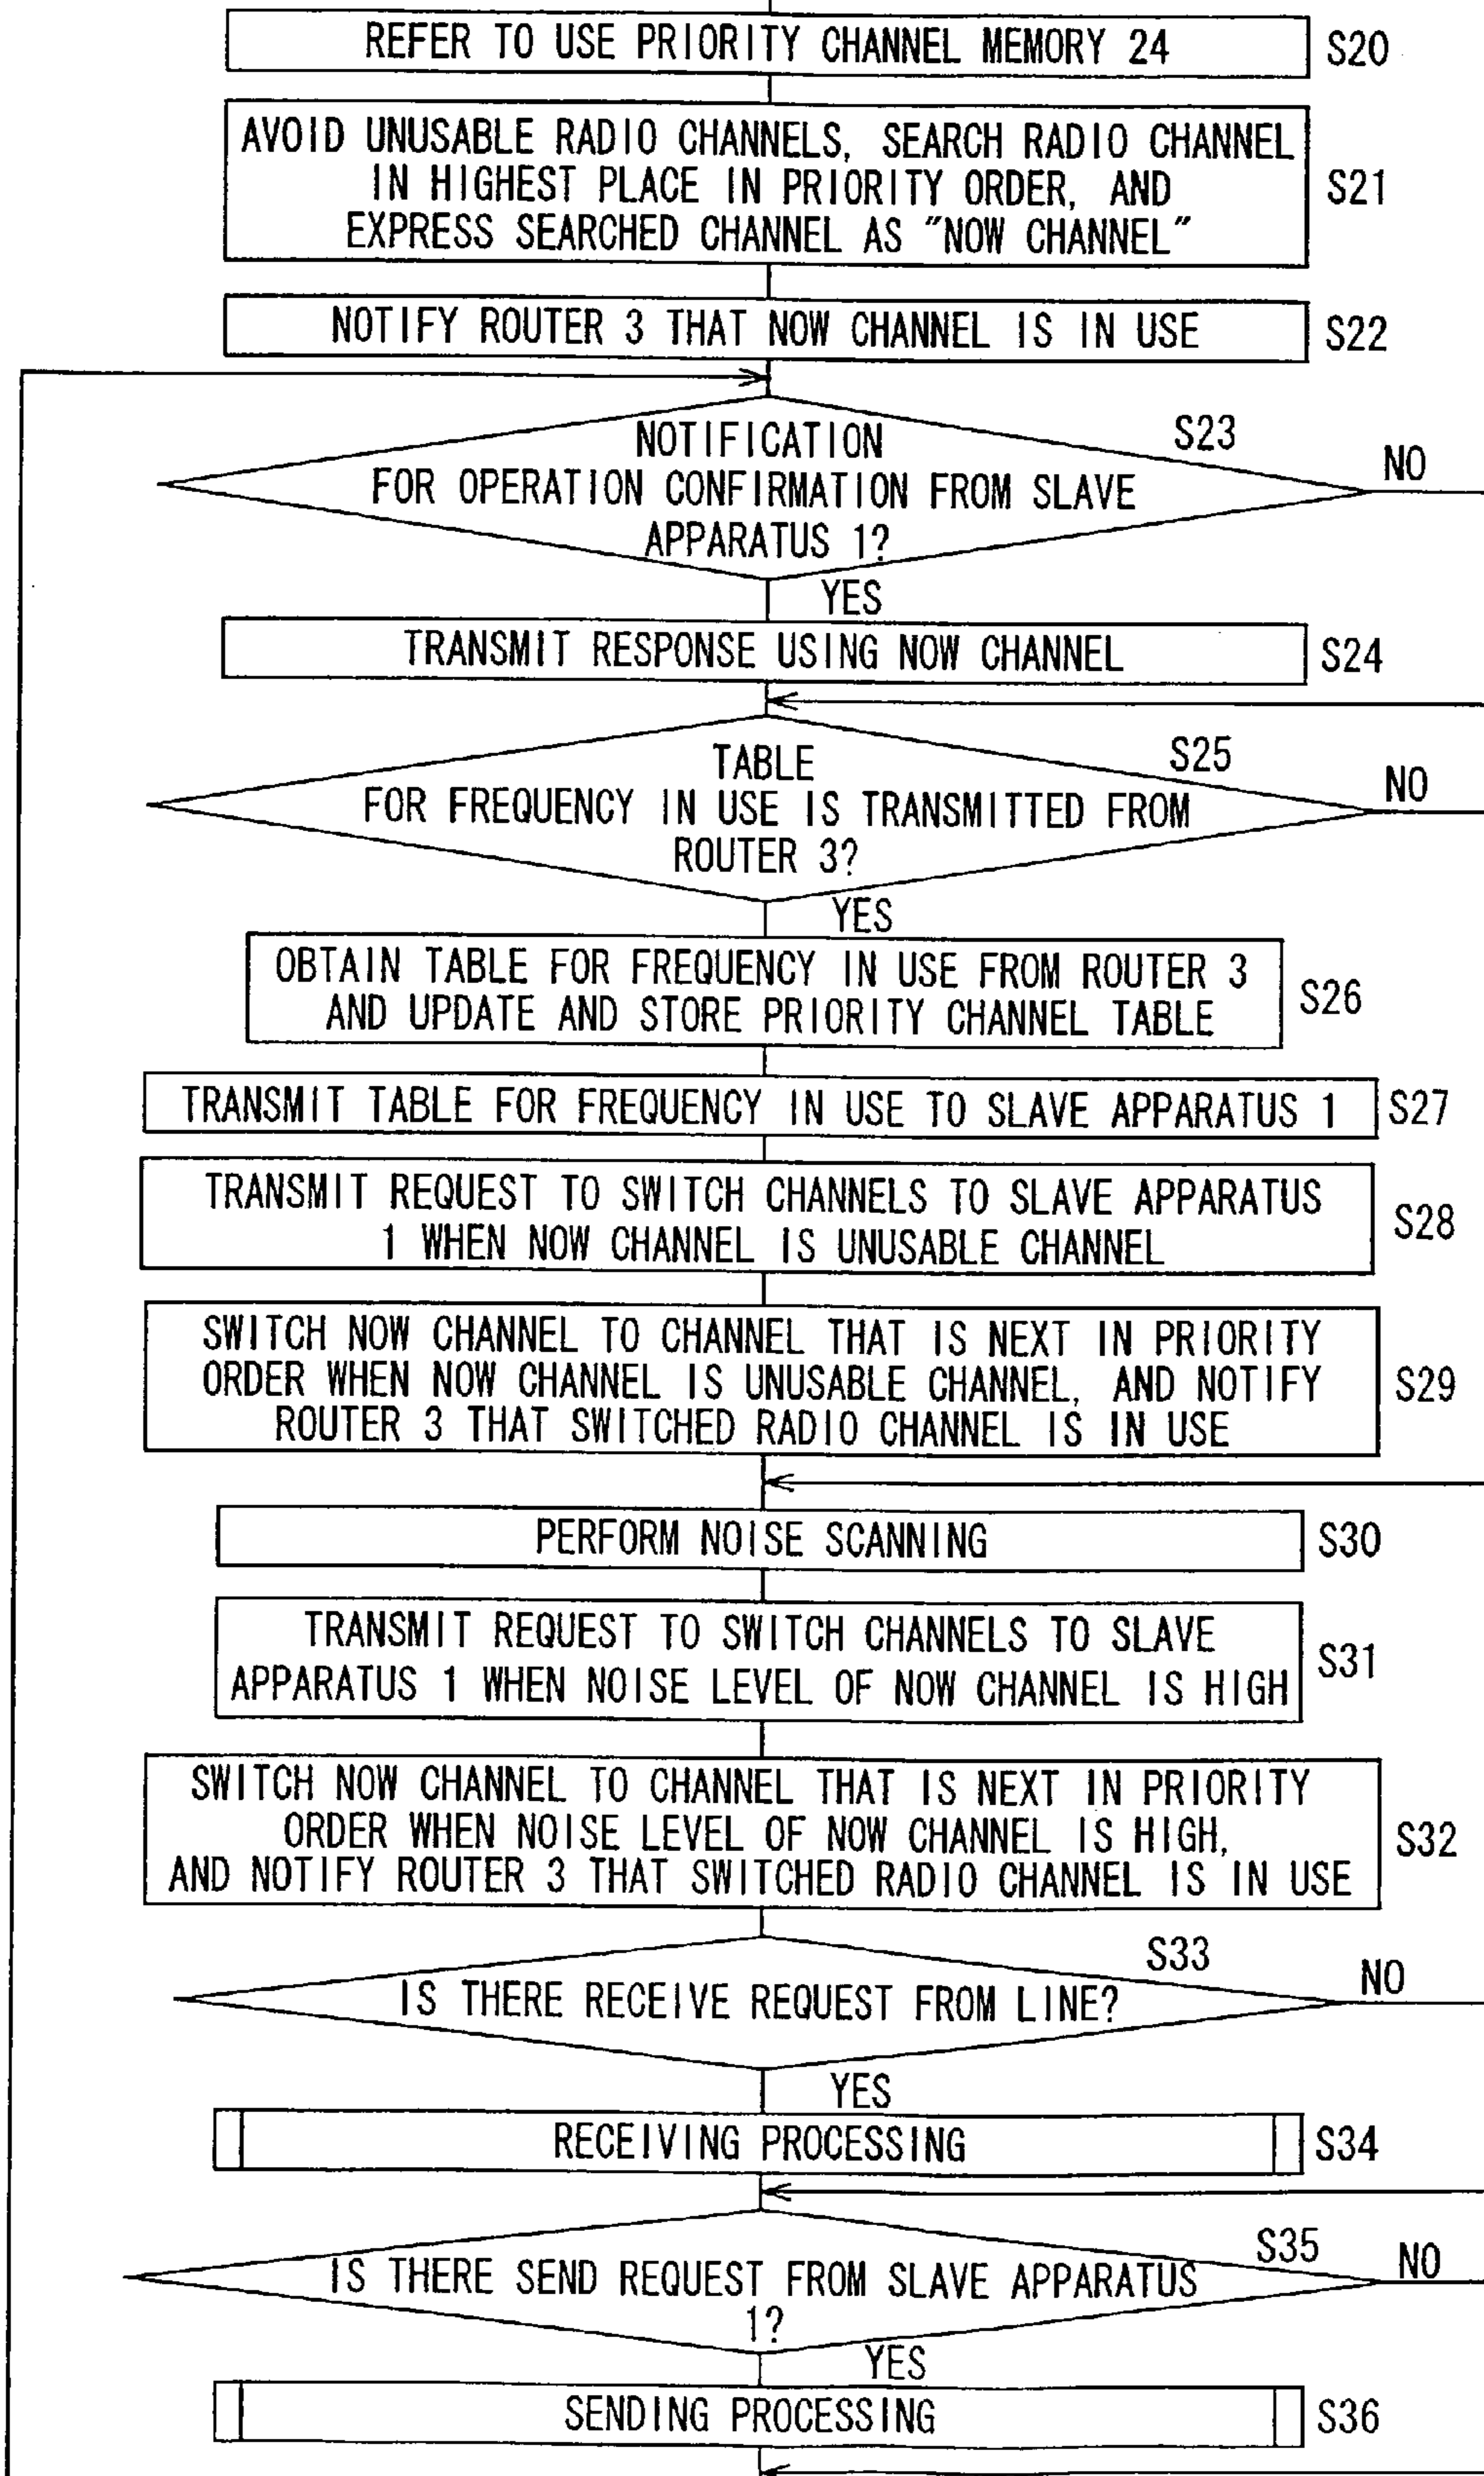 REFER TO USE PRIORITY CHANNEL MEMORY 24
S20
AVOID UNUSABLE RADIO CHANNELS, SEARCH RADIO CHANNEL
IN HIGHEST PLACE IN PRIORITY ORDER, AND
EXPRESS SEARCHED CHANNEL AS "NOW CHANNEL"
S21
NOTIFY ROUTER 3 THAT NOW CHANNEL IS IN USE
S22
S23
NOTIFICATION
FOR OPERATION CONFIRMATION FROM SLAVE
APPARATUS 1?
NO
YES
TRANSMIT RESPONSE USING NOW CHANNEL
S24
S25
TABLE
FOR FREQUENCY IN USE IS TRANSMITTED FROM
ROUTER 3?
NO
YES
OBTAIN TABLE FOR FREQUENCY IN USE FROM ROUTER 3
AND UPDATE AND STORE PRIORITY CHANNEL TABLE
S26
TRANSMIT TABLE FOR FREQUENCY IN USE TO SLAVE APPARATUS 1
S27
TRANSMIT REQUEST TO SWITCH CHANNELS TO SLAVE APPARATUS
1 WHEN NOW CHANNEL IS UNUSABLE CHANNEL
S28
SWITCH NOW CHANNEL TO CHANNEL THAT IS NEXT IN PRIORITY
ORDER WHEN NOW CHANNEL IS UNUSABLE CHANNEL, AND NOTIFY
ROUTER 3 THAT SWITCHED RADIO CHANNEL IS IN USE
S29
PERFORM NOISE SCANNING
S30
TRANSMIT REQUEST TO SWITCH CHANNELS TO SLAVE
APPARATUS 1 WHEN NOISE LEVEL OF NOW CHANNEL IS HIGH
S31
SWITCH NOW CHANNEL TO CHANNEL THAT IS NEXT IN PRIORITY
ORDER WHEN NOISE LEVEL OF NOW CHANNEL IS HIGH,
AND NOTIFY ROUTER 3 THAT SWITCHED RADIO CHANNEL IS IN USE
S32
S33
IS THERE RECEIVE REQUEST FROM LINE?
NO
YES
RECEIVING PROCESSING
S34
S35
IS THERE SEND REQUEST FROM SLAVE APPARATUS
1?
NO
YES
SENDING PROCESSING
S36